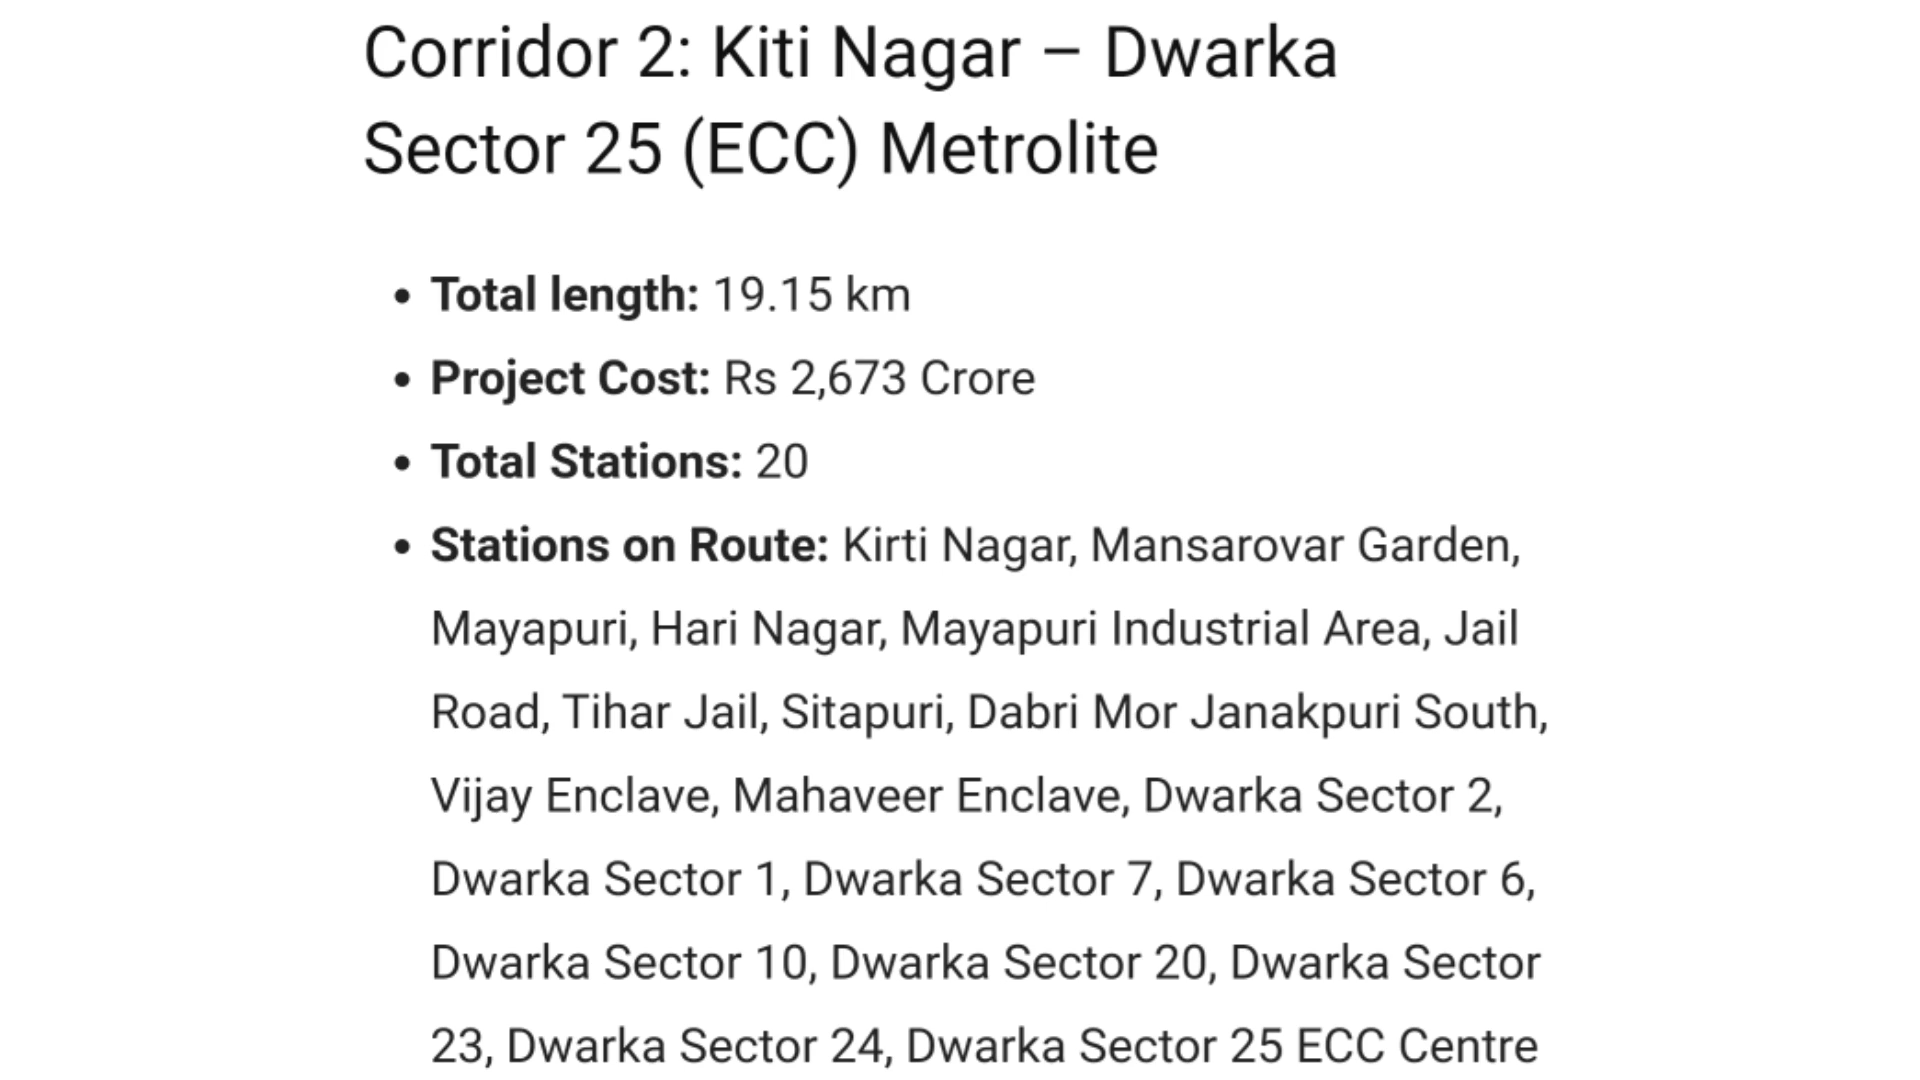 Corridor 2: Kiti Nagar – Dwarka
Sector 25 (ECC) Metrolite
• Total length: 19.15 km
• Project Cost: Rs 2,673 Crore
• Total Stations: 20
• Stations on Route: Kirti Nagar, Mansarovar Garden,
Mayapuri, Hari Nagar, Mayapuri Industrial Area, Jail
Road, Tihar Jail, Sitapuri, Dabri Mor Janakpuri South,
Vijay Enclave, Mahaveer Enclave, Dwarka Sector 2,
Dwarka Sector 1, Dwarka Sector 7, Dwarka Sector 6,
Dwarka Sector 10, Dwarka Sector 20, Dwarka Sector
23, Dwarka Sector 24, Dwarka Sector 25 ECC Centre